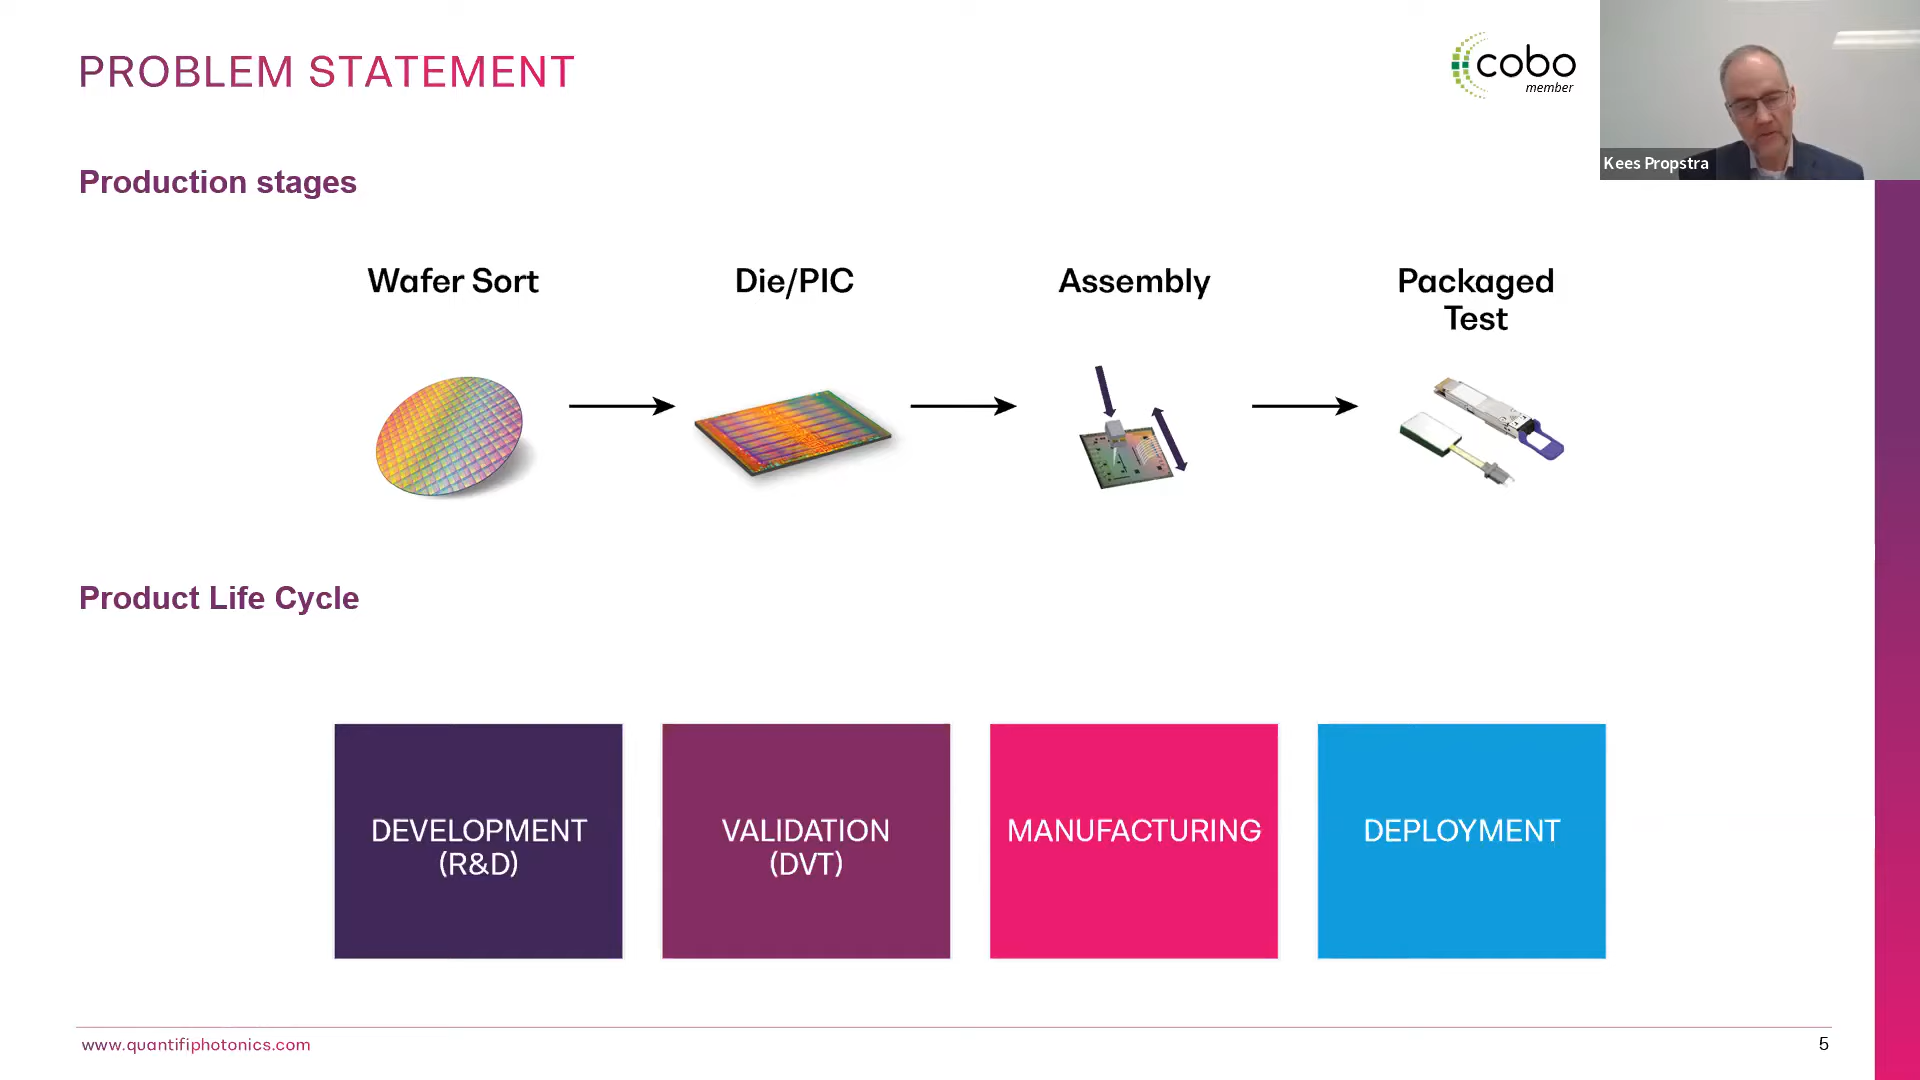 PROBLEM STATEMENT
cobo
member
Kees Propstra
Production stages
Wafer Sort
Die/PIC
Assembly
Packaged
Test
Product Life Cycle
DEVELOPMENT
(R&D)
VALIDATION
(DVT)
MANUFACTURING
DEPLOYMENT
www.quantifiphotonics.com
5